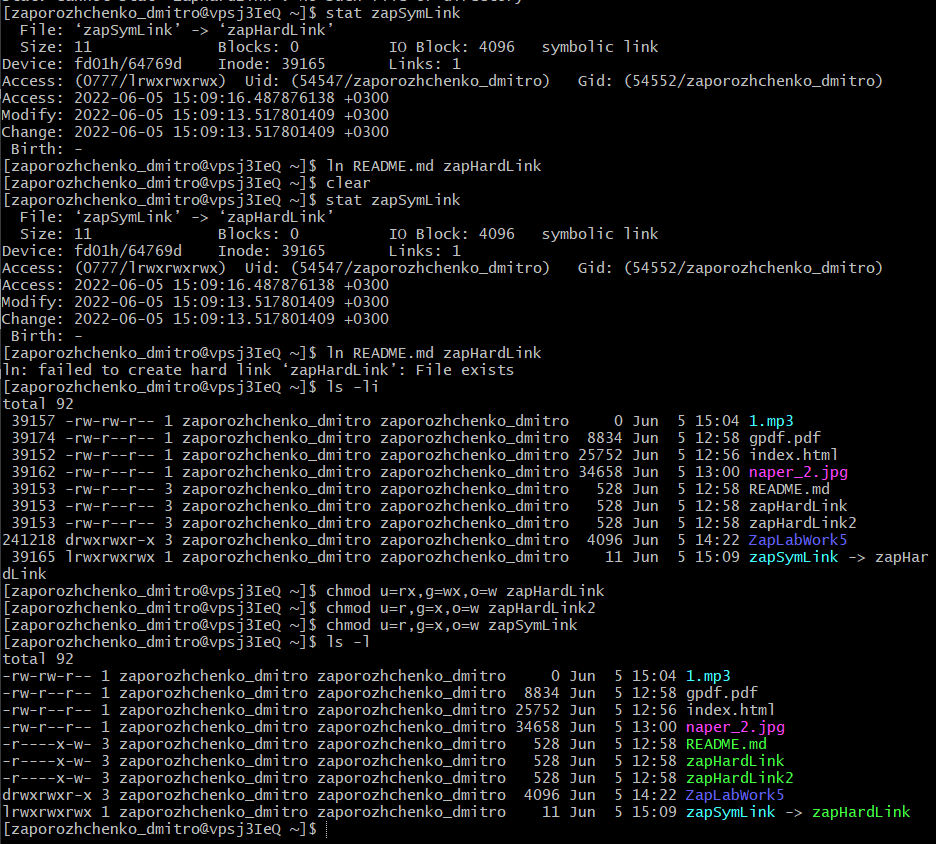 [zaporozhchenko_dmitro@vpsj3IeQ ~]$ stat zapSymLink
  File: ‘zapSymLink’ -> ‘zapHardLink’
  Size: 11              Blocks: 0          IO Block: 4096   symbolic link
Device: fd01h/64769d    Inode: 39165       Links: 1
Access: (0777/lrwxrwxrwx)  Uid: (54547/zaporozhchenko_dmitro)   Gid: (54552/zaporozhchenko_dmitro)
Access: 2022-06-05 15:09:16.487876138 +0300
Modify: 2022-06-05 15:09:13.517801409 +0300
Change: 2022-06-05 15:09:13.517801409 +0300
 Birth: -
[zaporozhchenko_dmitro@vpsj3IeQ ~]$ ln README.md zapHardLink
[zaporozhchenko_dmitro@vpsj3IeQ ~]$ clear
[zaporozhchenko_dmitro@vpsj3IeQ ~]$ stat zapSymLink
  File: ‘zapSymLink’ -> ‘zapHardLink’
  Size: 11              Blocks: 0          IO Block: 4096   symbolic link
Device: fd01h/64769d    Inode: 39165       Links: 1
Access: (0777/lrwxrwxrwx)  Uid: (54547/zaporozhchenko_dmitro)   Gid: (54552/zaporozhchenko_dmitro)
Access: 2022-06-05 15:09:16.487876138 +0300
Modify: 2022-06-05 15:09:13.517801409 +0300
Change: 2022-06-05 15:09:13.517801409 +0300
 Birth: -
[zaporozhchenko_dmitro@vpsj3IeQ ~]$ ln README.md zapHardLink
ln: failed to create hard link ‘zapHardLink’: File exists
[zaporozhchenko_dmitro@vpsj3IeQ ~]$ ls -li
total 92
 39157 -rw-rw-r-- 1 zaporozhchenko_dmitro zaporozhchenko_dmitro     0 Jun  5 15:04 1.mp3
 39174 -rw-r--r-- 1 zaporozhchenko_dmitro zaporozhchenko_dmitro  8834 Jun  5 12:58 gpdf.pdf
 39152 -rw-r--r-- 1 zaporozhchenko_dmitro zaporozhchenko_dmitro 25752 Jun  5 12:56 index.html
 39162 -rw-r--r-- 1 zaporozhchenko_dmitro zaporozhchenko_dmitro 34658 Jun  5 13:00 naper_2.jpg
 39153 -rw-r--r-- 3 zaporozhchenko_dmitro zaporozhchenko_dmitro   528 Jun  5 12:58 README.md
 39153 -rw-r--r-- 3 zaporozhchenko_dmitro zaporozhchenko_dmitro   528 Jun  5 12:58 zapHardLink
 39153 -rw-r--r-- 3 zaporozhchenko_dmitro zaporozhchenko_dmitro   528 Jun  5 12:58 zapHardLink2
241218 drwxrwxr-x 3 zaporozhchenko_dmitro zaporozhchenko_dmitro  4096 Jun  5 14:22 ZapLabWork5
 39165 lrwxrwxrwx 1 zaporozhchenko_dmitro zaporozhchenko_dmitro    11 Jun  5 15:09 zapSymLink -> zapHar
dLink
[zaporozhchenko_dmitro@vpsj3IeQ ~]$ chmod u=rx,g=wx,o=w zapHardLink
[zaporozhchenko_dmitro@vpsj3IeQ ~]$ chmod u=r,g=x,o=w zapHardLink2
[zaporozhchenko_dmitro@vpsj3IeQ ~]$ chmod u=r,g=x,o=w zapSymLink
[zaporozhchenko_dmitro@vpsj3IeQ ~]$ ls -l
total 92
-rw-rw-r-- 1 zaporozhchenko_dmitro zaporozhchenko_dmitro     0 Jun  5 15:04 1.mp3
-rw-r--r-- 1 zaporozhchenko_dmitro zaporozhchenko_dmitro  8834 Jun  5 12:58 gpdf.pdf
-rw-r--r-- 1 zaporozhchenko_dmitro zaporozhchenko_dmitro 25752 Jun  5 12:56 index.html
-rw-r--r-- 1 zaporozhchenko_dmitro zaporozhchenko_dmitro 34658 Jun  5 13:00 naper_2.jpg
-r----x-w- 3 zaporozhchenko_dmitro zaporozhchenko_dmitro   528 Jun  5 12:58 README.md
-r----x-w- 3 zaporozhchenko_dmitro zaporozhchenko_dmitro   528 Jun  5 12:58 zapHardLink
-r----x-w- 3 zaporozhchenko_dmitro zaporozhchenko_dmitro   528 Jun  5 12:58 zapHardLink2
drwxrwxr-x 3 zaporozhchenko_dmitro zaporozhchenko_dmitro  4096 Jun  5 14:22 ZapLabWork5
lrwxrwxrwx 1 zaporozhchenko_dmitro zaporozhchenko_dmitro    11 Jun  5 15:09 zapSymLink -> zapHardLink
[zaporozhchenko_dmitro@vpsj3IeQ ~]$